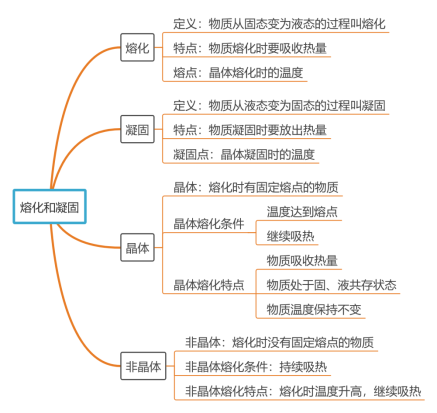 熔化和凝固
熔化
定义：物质从固态变为液态的过程叫熔化
特点：物质熔化时要吸收热量
熔点：晶体熔化时的温度
凝固
定义：物质从液态变为固态的过程叫凝固
特点：物质凝固时要放出热量
凝固点：晶体凝固时的温度
晶体
晶体：熔化时有固定熔点的物质
晶体熔化条件
温度达到熔点
继续吸热
晶体熔化特点
物质吸收热量
物质处于固、液共存状态
物质温度保持不变
非晶体
非晶体：熔化时没有固定熔点的物质
非晶体熔化条件：持续吸热
非晶体熔化特点：熔化时温度升高，继续吸热